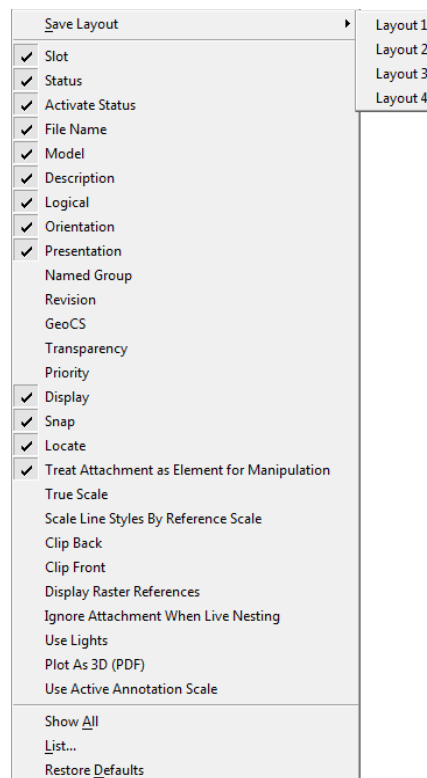 Save Layout
Layout 1
Layout 2
Layout 3
Layout 4
Slot
Status
Activate Status
File Name
Model
Description
Logical
Orientation
Presentation
Named Group
Revision
GeoCS
Transparency
Priority
Display
Snap
Locate
Treat Attachment as Element for Manipulation
True Scale
Scale Line Styles By Reference Scale
Clip Back
Clip Front
Display Raster References
Ignore Attachment When Live Nesting
Use Lights
Plot As 3D (PDF)
Use Active Annotation Scale
Show All
List...
Restore Defaults